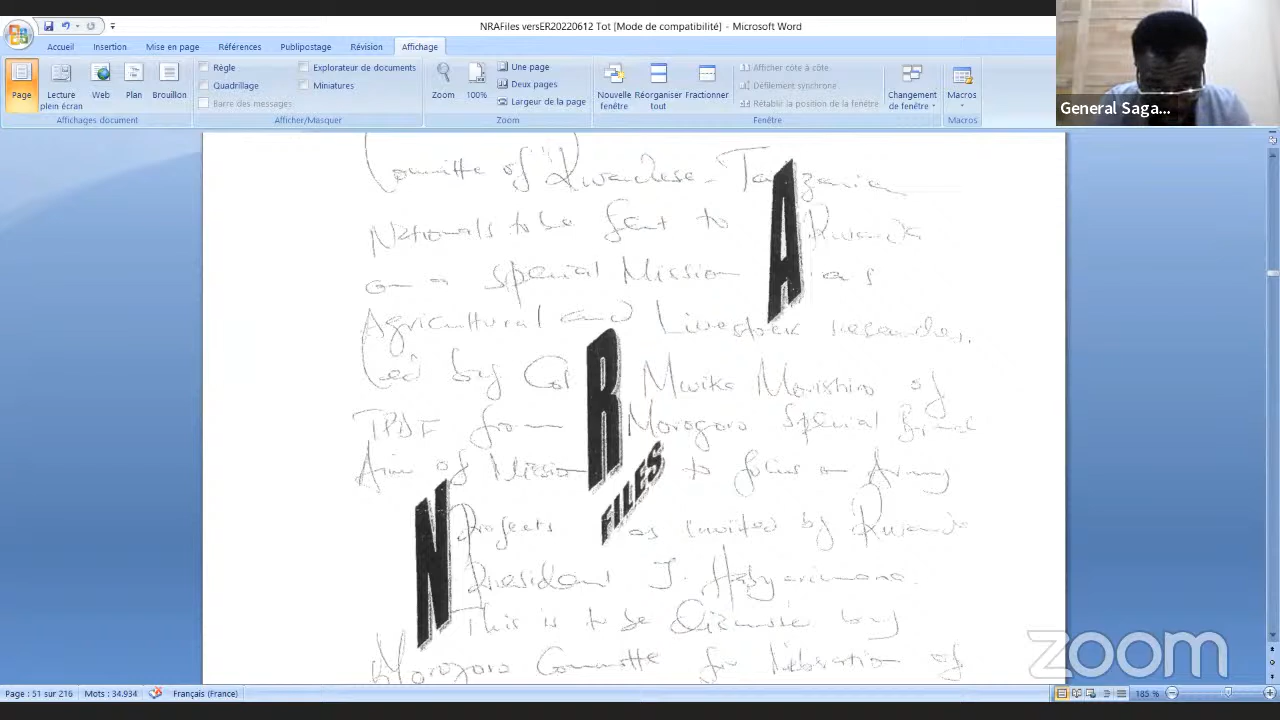 NRAFiles versER20220612 Tot [Mode de compatibilité] - Microsoft Word
Accueil Insertion Mise en page Références Publipostage Révision Affichage
Page Lecture plein écran Web Plan Brouillon
Affichages document
Règle Explorateur de documents
Quadrillage Miniatures
Barre des messages
Afficher/Masquer
Zoom 100% Une page
Deux pages
Largeur de la page
Zoom
Nouvelle fenêtre Réorganiser tout Fractionner
Afficher côte à côte
Défilement synchrone
Rétablir la position de la fenêtre
Changement de fenêtre
Fenêtre
Macros
Macros
General Saga...
Committe of Rwandese-Tanzania
Nationals to be sent to Rwanda
on a special Mission as
Agricultural and Livestock
Led by Col Mwiko
TPDF from Morogoro Special
Aim of Mission to focus on Army
Projects as invited by Rwanda
President J. Habyarimana.
This is to be Discussed by
Morogoro Committe for liberation of
NRA
FILES
zoom
Page : 51 sur 216 Mots : 34.934 Français (France) 185 %